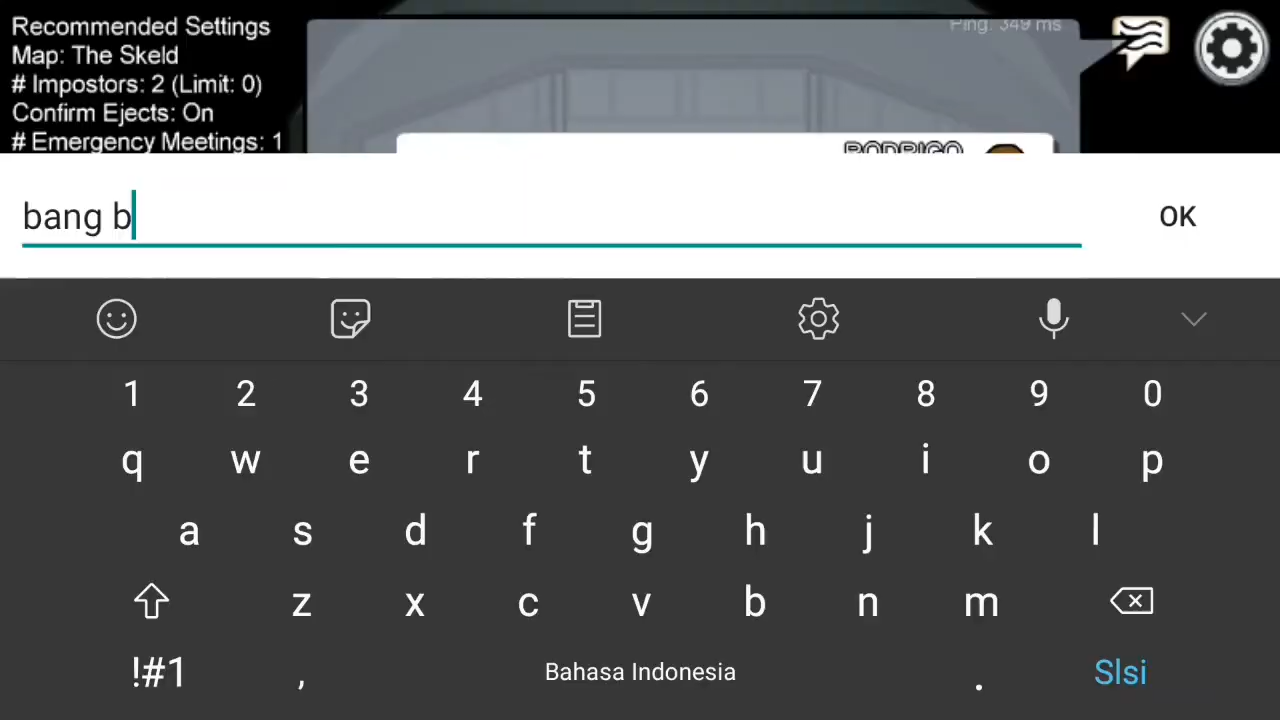 Recommended Settings
Map: The Skeld
# Impostors: 2 (Limit: 0)
Confirm Ejects: On
# Emergency Meetings: 1
Ping: 349 ms
RODRIGO
bang b
OK
1 2 3 4 5 6 7 8 9 0
q w e r t y u i o p
a s d f g h j k l
z x c v b n m
!#1 , Bahasa Indonesia . Slsi